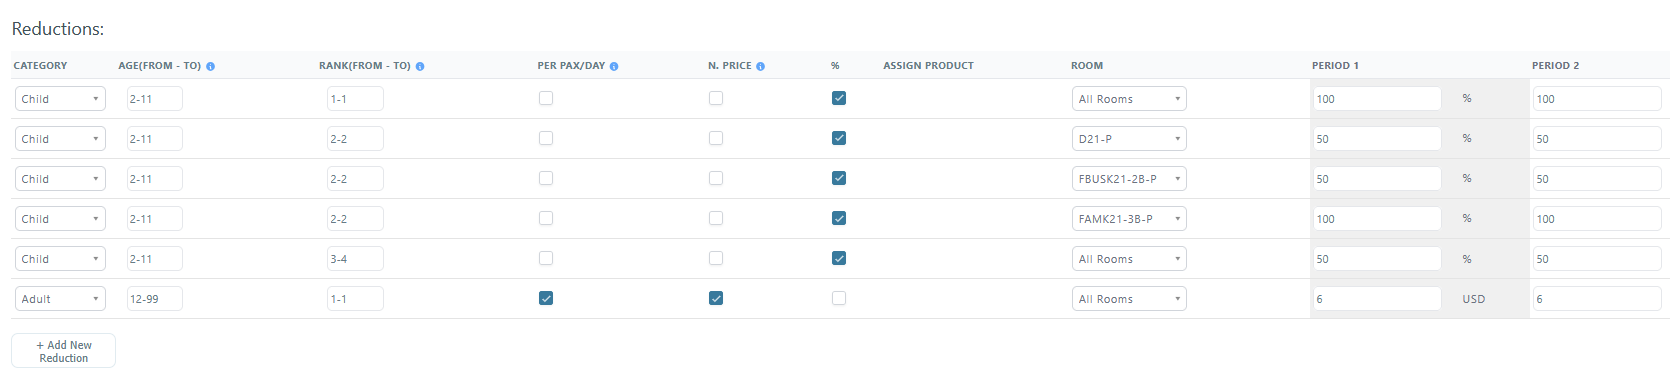 Reductions:
CATEGORY AGE(FROM - TO) RANK(FROM - TO) PER PAX/DAY N. PRICE % ASSIGN PRODUCT ROOM PERIOD 1 PERIOD 2
Child 2-11 1-1 All Rooms 100 % 100
Child 2-11 2-2 D21-P 50 % 50
Child 2-11 2-2 FBUSK21-2B-P 50 % 50
Child 2-11 2-2 FAMK21-3B-P 100 % 100
Child 2-11 3-4 All Rooms 50 % 50
Adult 12-99 1-1 All Rooms 6 USD 6
+ Add New
Reduction